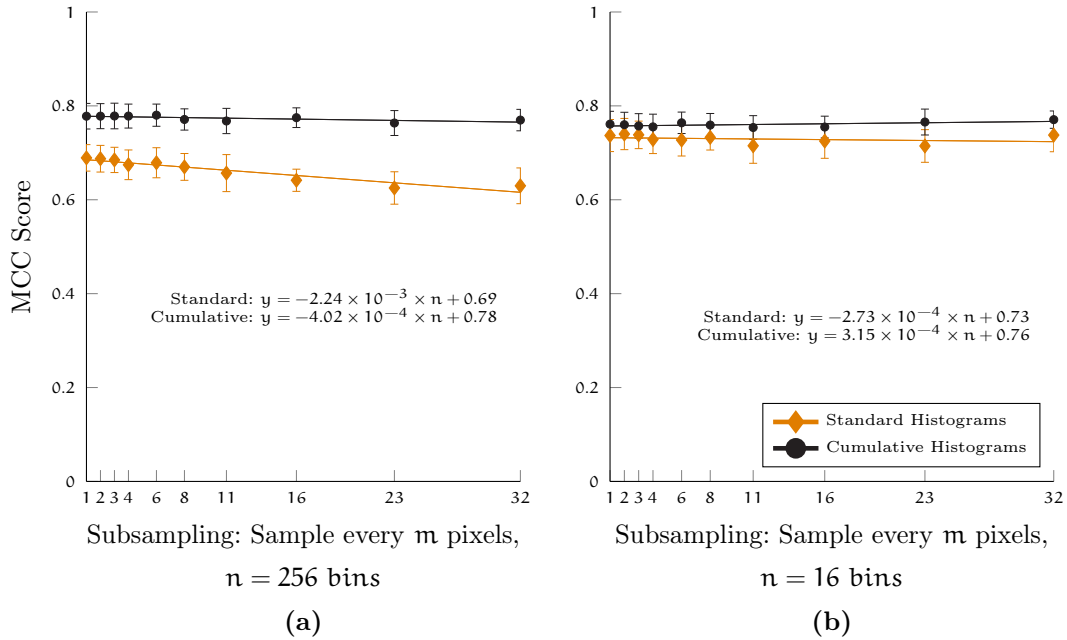 MCC Score
1
0.8
0.6
0.4
0.2
0
Standard: y = −2.24 × 10⁻³ × n + 0.69
Cumulative: y = −4.02 × 10⁻⁴ × n + 0.78
1 2 3 4 6 8 11 16 23 32
Subsampling: Sample every m pixels,
n = 256 bins
(a)
1
0.8
0.6
0.4
0.2
0
Standard: y = −2.73 × 10⁻⁴ × n + 0.73
Cumulative: y = 3.15 × 10⁻⁴ × n + 0.76
Standard Histograms
Cumulative Histograms
1 2 3 4 6 8 11 16 23 32
Subsampling: Sample every m pixels,
n = 16 bins
(b)